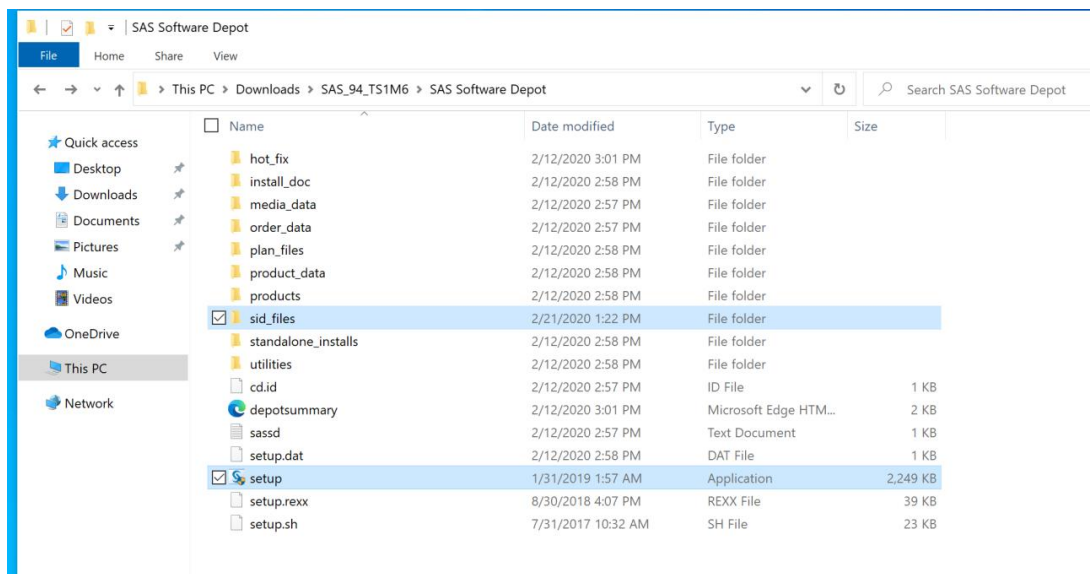 SAS Software Depot
File Home Share View
This PC > Downloads > SAS_94_TS1M6 > SAS Software Depot Search SAS Software Depot
Name Date modified Type Size
Quick access
Desktop
Downloads
Documents
Pictures
Music
Videos
OneDrive
This PC
Network
hot_fix 2/12/2020 3:01 PM File folder
install_doc 2/12/2020 2:58 PM File folder
media_data 2/12/2020 2:57 PM File folder
order_data 2/12/2020 2:57 PM File folder
plan_files 2/12/2020 2:58 PM File folder
product_data 2/12/2020 2:58 PM File folder
products 2/12/2020 2:58 PM File folder
sid_files 2/21/2020 1:22 PM File folder
standalone_installs 2/12/2020 2:58 PM File folder
utilities 2/12/2020 2:58 PM File folder
cd.id 2/12/2020 2:57 PM ID File 1 KB
depotsummary 2/12/2020 3:01 PM Microsoft Edge HTM... 2 KB
sassd 2/12/2020 2:57 PM Text Document 1 KB
setup.dat 2/12/2020 2:58 PM DAT File 1 KB
setup 1/31/2019 1:57 AM Application 2,249 KB
setup.rexx 8/30/2018 4:07 PM REXX File 39 KB
setup.sh 7/31/2017 10:32 AM SH File 23 KB